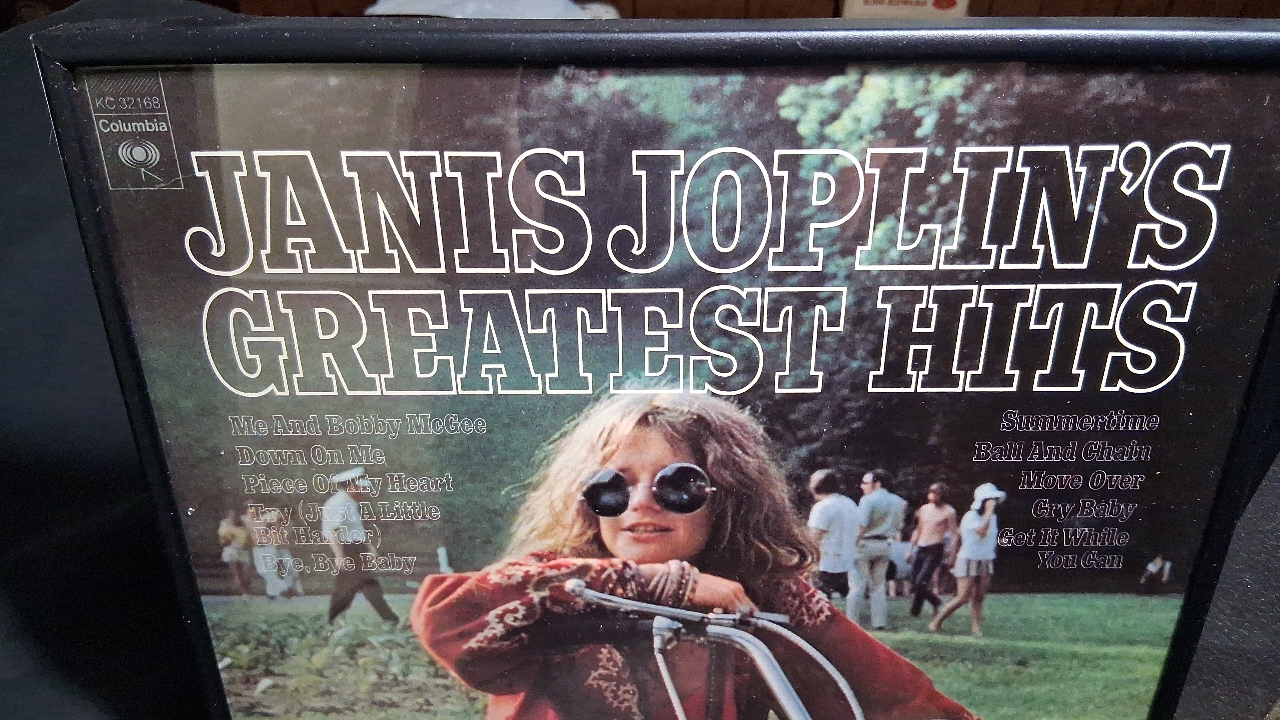 KC 32168
Columbia
JANIS JOPLIN'S
GREATEST HITS
Me And Bobby McGee
Down On Me
Piece Of My Heart
Try (Just A Little
Bit Harder)
Bye, Bye Baby
Summertime
Ball And Chain
Move Over
Cry Baby
Get It While
You Can